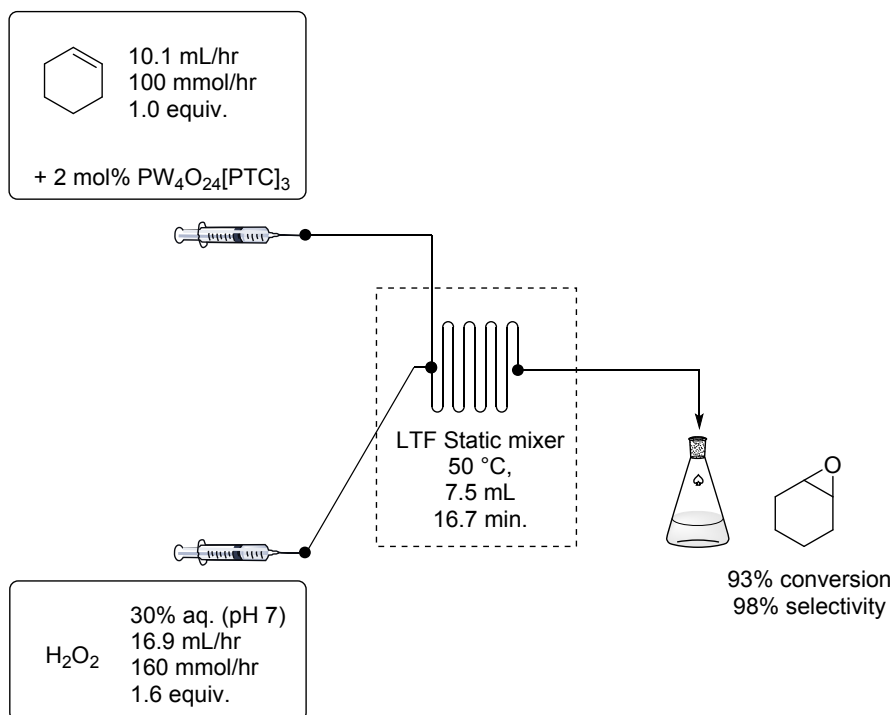 10.1 mL/hr
100 mmol/hr
1.0 equiv.
+ 2 mol% PW₄O₂₄[PTC]₃
LTF Static mixer
50 °C,
7.5 mL
16.7 min.
O
93% conversion
98% selectivity
H₂O₂
30% aq. (pH 7)
16.9 mL/hr
160 mmol/hr
1.6 equiv.